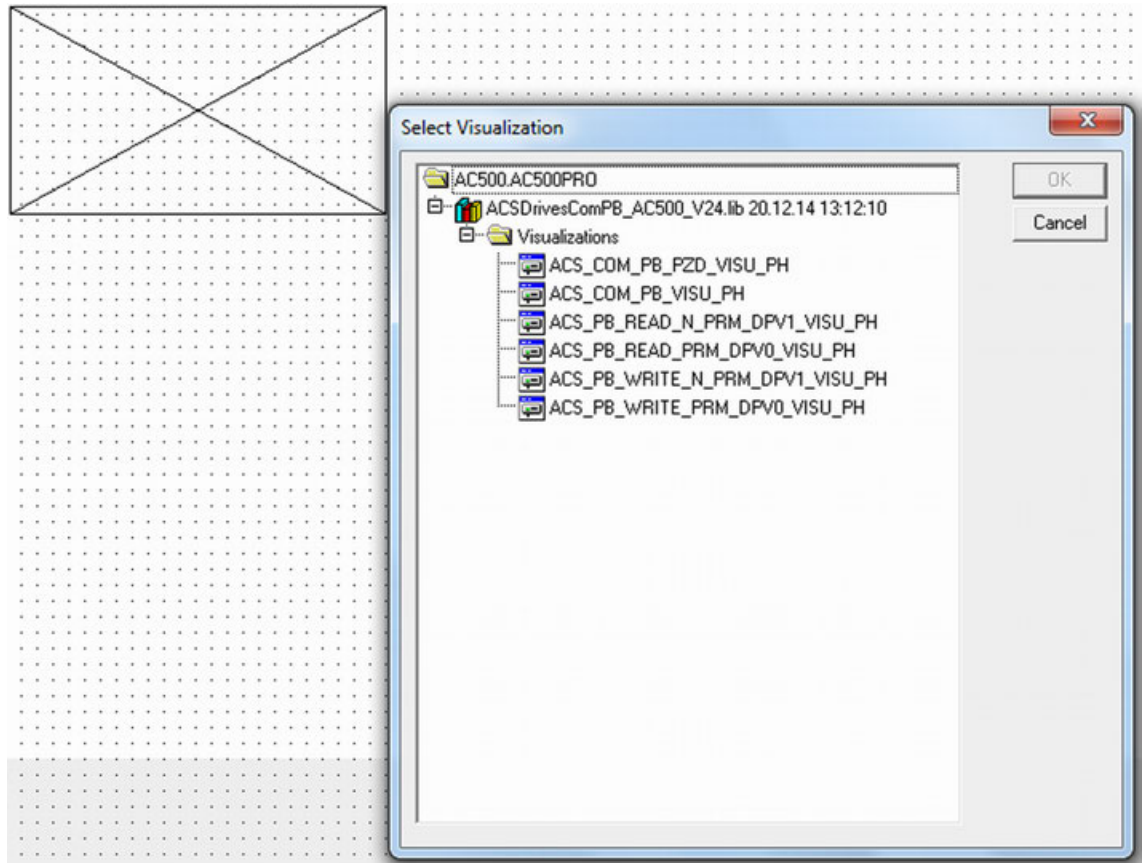 Select Visualization
AC500.AC500PRO
ACSDrivesComPB_AC500_V24.lib 20.12.14 13:12:10
Visualizations
ACS_COM_PB_PZD_VISU_PH
ACS_COM_PB_VISU_PH
ACS_PB_READ_N_PRM_DPV1_VISU_PH
ACS_PB_READ_PRM_DPV0_VISU_PH
ACS_PB_WRITE_N_PRM_DPV1_VISU_PH
ACS_PB_WRITE_PRM_DPV0_VISU_PH
OK
Cancel